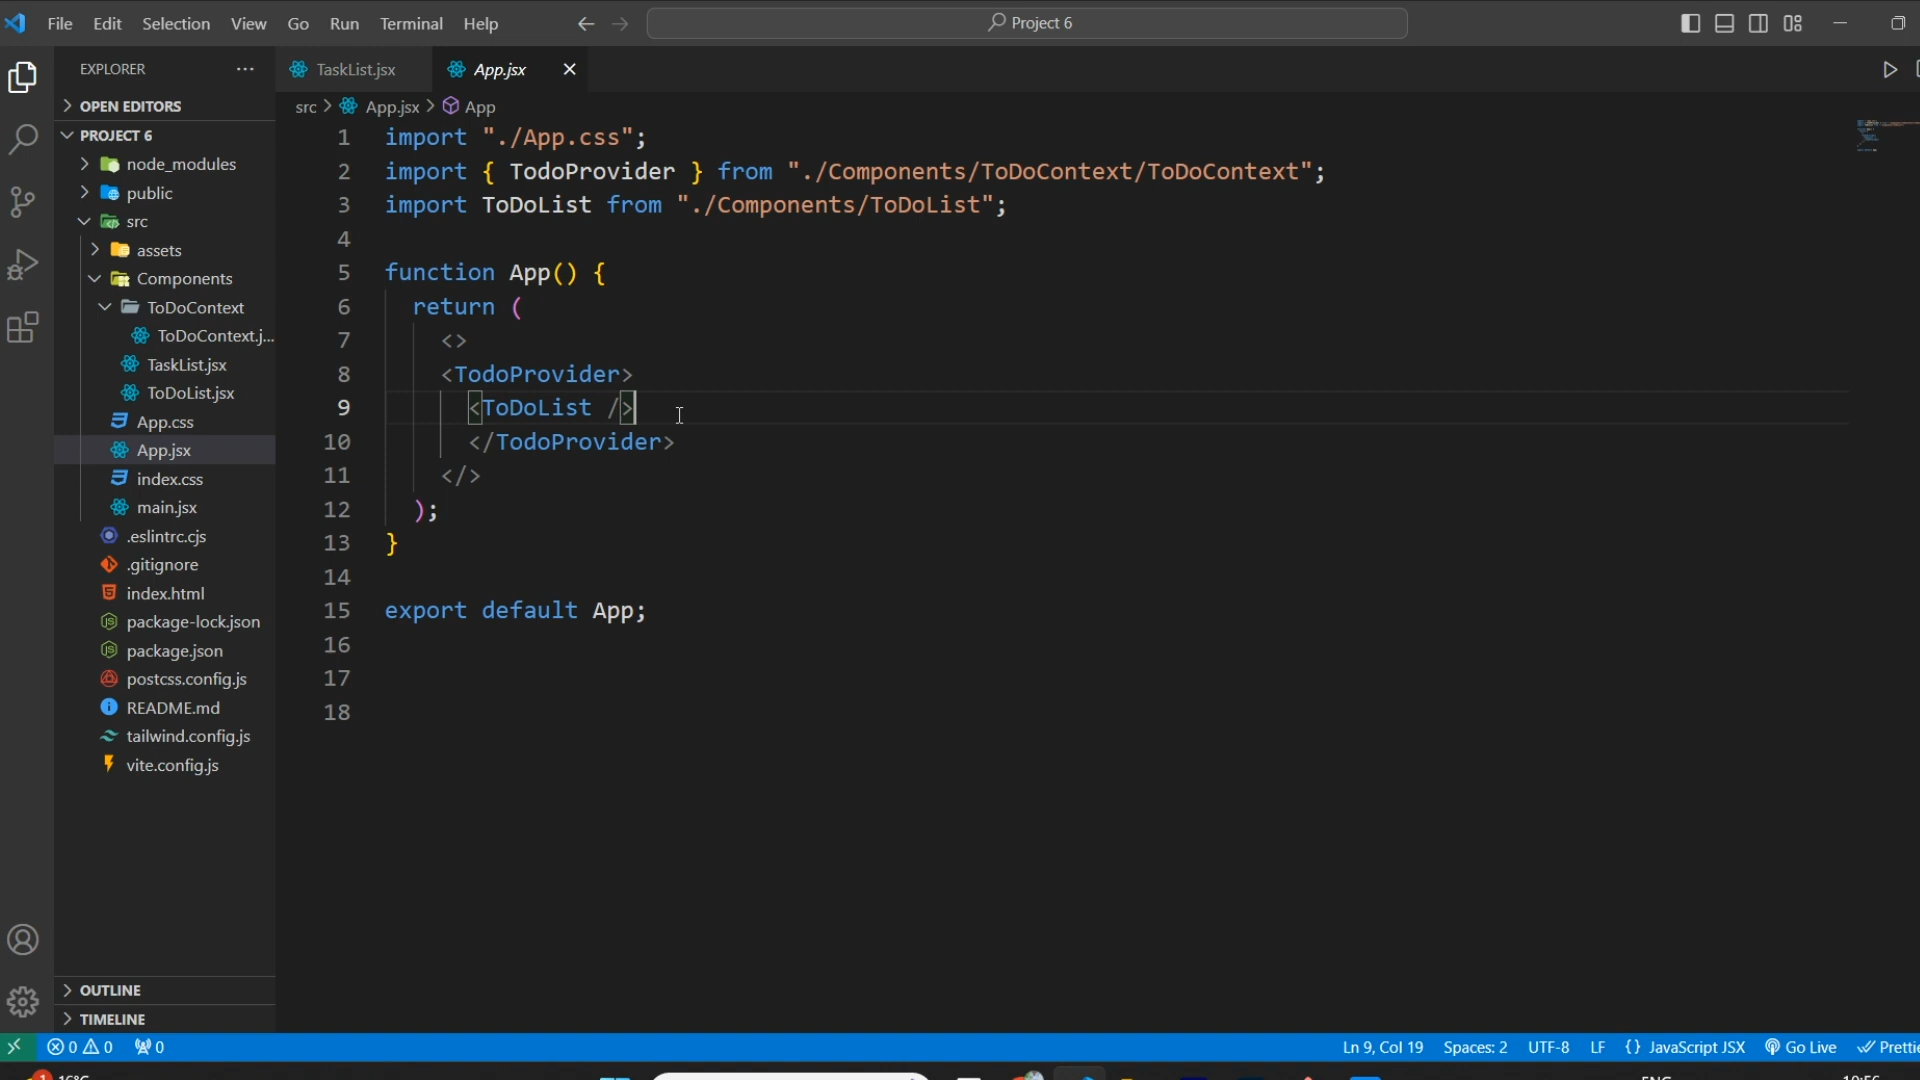 File Edit Selection View Go Run Terminal Help
Project 6
EXPLORER
OPEN EDITORS
PROJECT 6
node_modules
public
src
assets
Components
ToDoContext
ToDoContext.j...
TaskList.jsx
ToDoList.jsx
App.css
App.jsx
index.css
main.jsx
.eslintrc.cjs
.gitignore
index.html
package-lock.json
package.json
postcss.config.js
README.md
tailwind.config.js
vite.config.js
OUTLINE
TIMELINE
TaskList.jsx
App.jsx
src > App.jsx > App
1 import "./App.css";
2 import { TodoProvider } from "./Components/ToDoContext/ToDoContext";
3 import ToDoList from "./Components/ToDoList";
4
5 function App() {
6 return (
7 <>
8 <TodoProvider>
9 <ToDoList />
10 </TodoProvider>
11 </>
12 );
13 }
14
15 export default App;
16
17
18
0 0 0
Ln 9, Col 19 Spaces: 2 UTF-8 LF {} JavaScript JSX Go Live Prettie